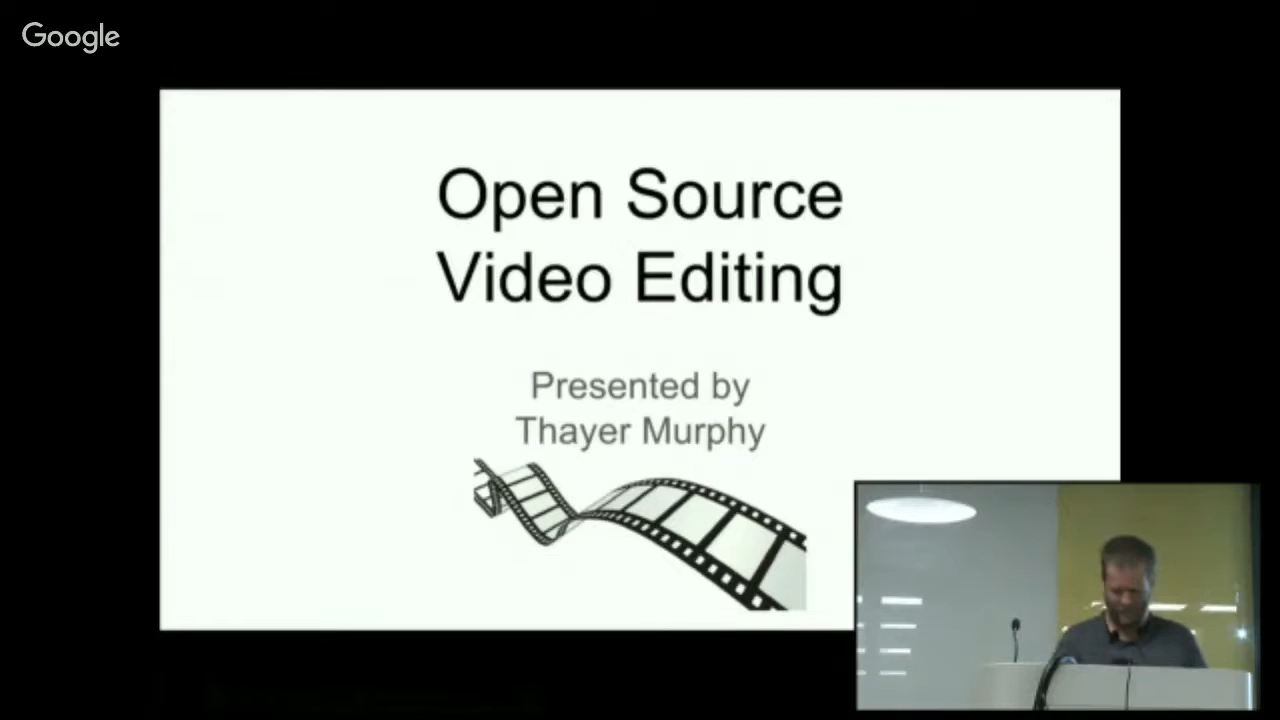 Google
Open Source
Video Editing
Presented by
Thayer Murphy